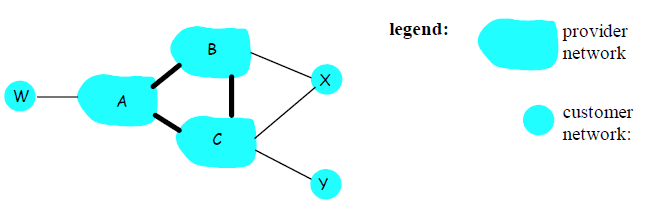 legend:
provider
network
customer
network:
B
X
W
A
C
Y